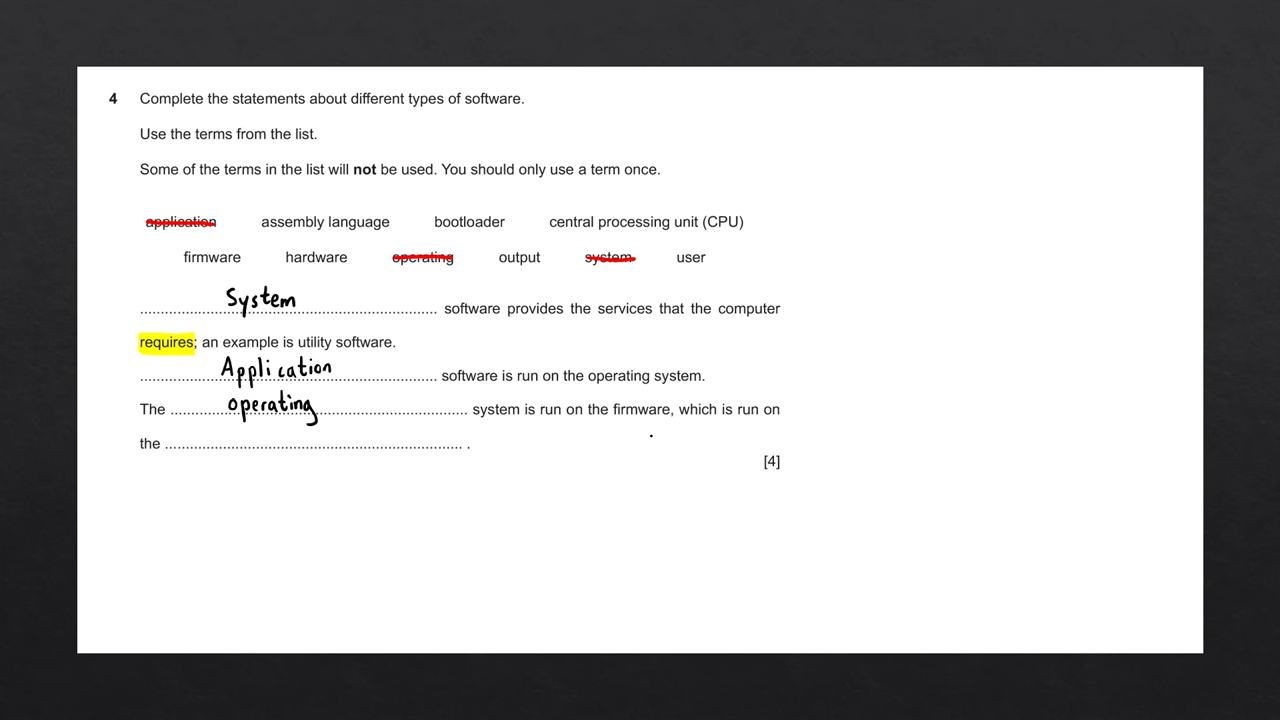 4 Complete the statements about different types of software.
Use the terms from the list.
Some of the terms in the list will not be used. You should only use a term once.
application assembly language bootloader central processing unit (CPU)
firmware hardware operating output system user
System software provides the services that the computer
requires; an example is utility software.
Application software is run on the operating system.
The operating system is run on the firmware, which is run on
the .................................................................... .
[4]